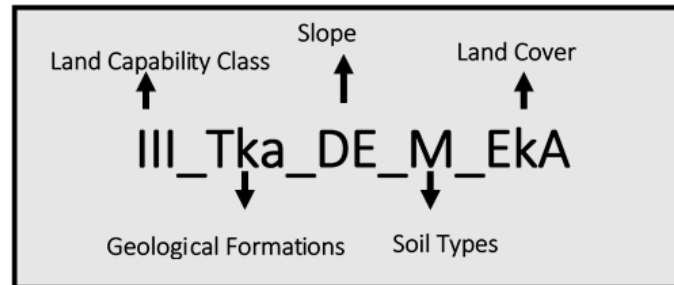 Slope
Land Capability Class
Land Cover
III_Tka_DE_M_EkA
Geological Formations
Soil Types